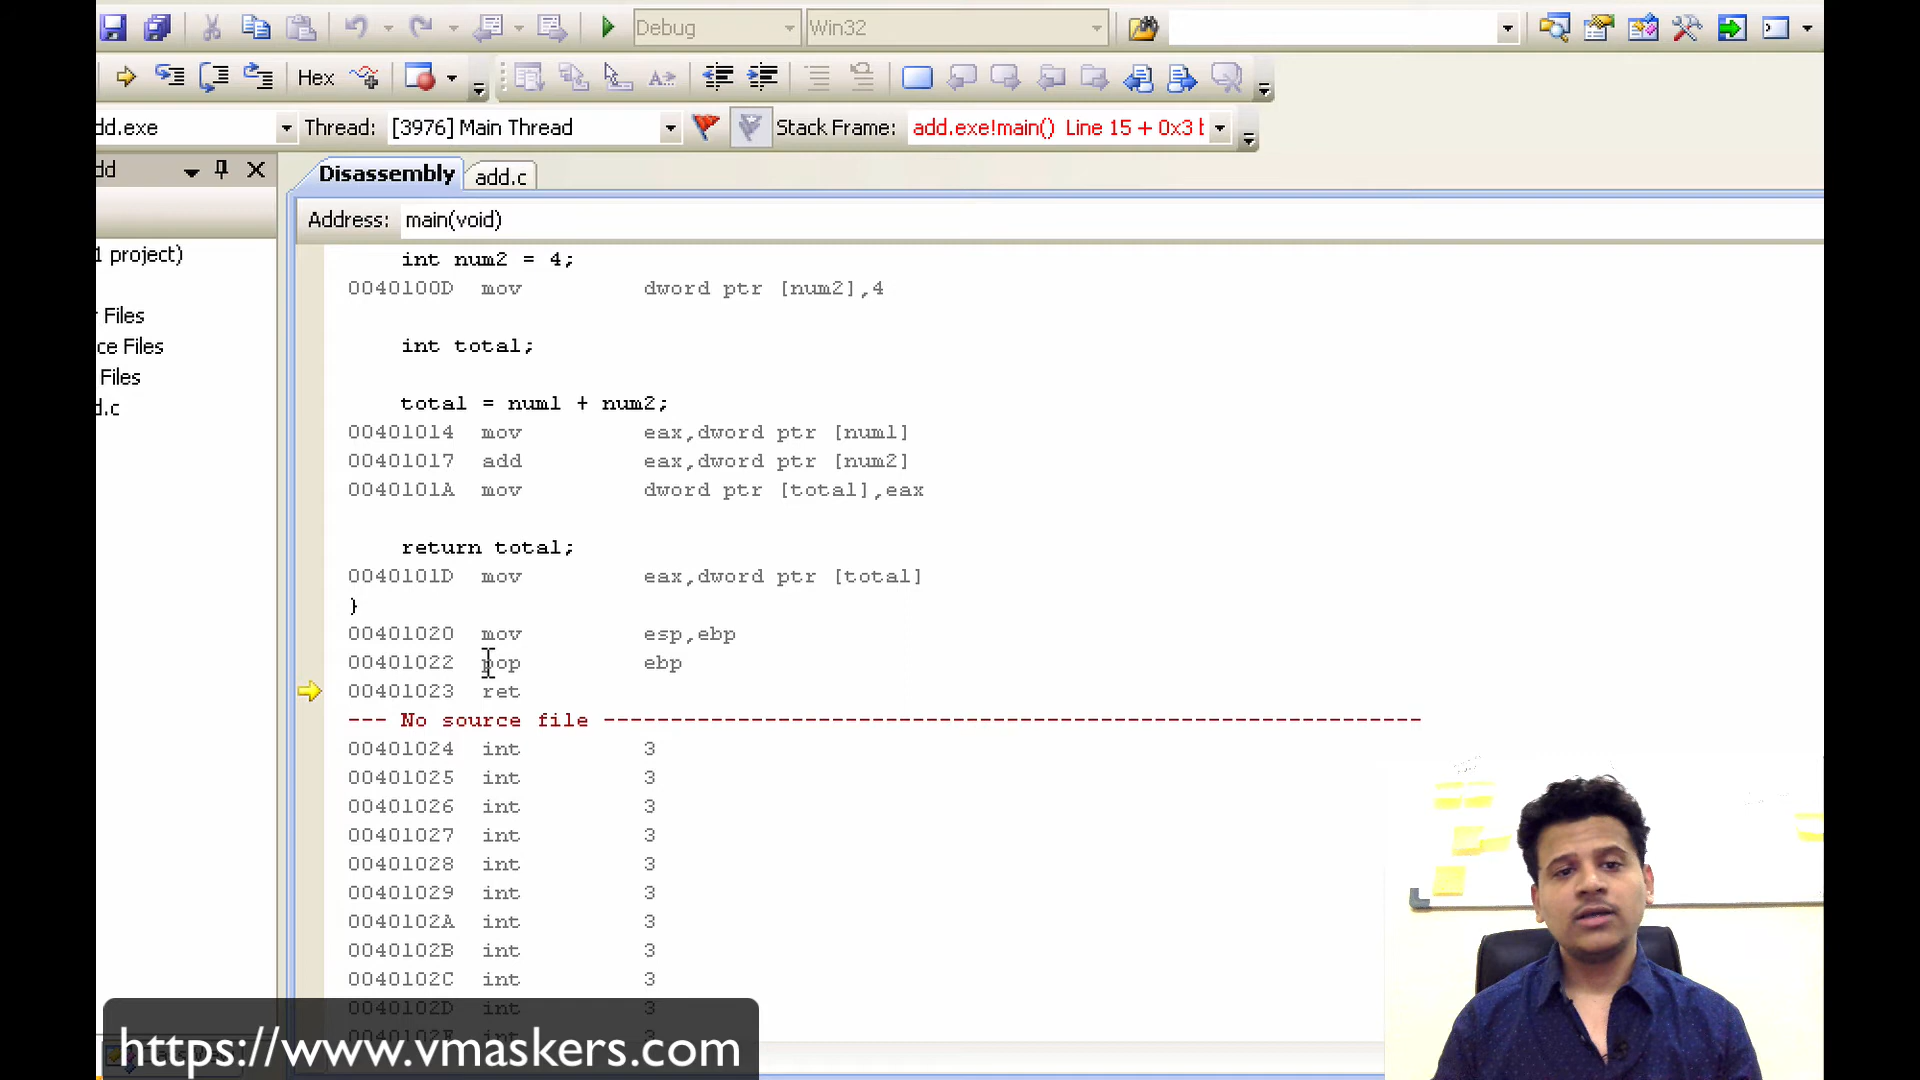 Debug Win32
Hex
dd.exe Thread: [3976] Main Thread Stack Frame: add.exe!main() Line 15 + 0x3 b
dd
Disassembly add.c
Address: main(void)
1 project)
r Files
ce Files
Files
d.c
int num2 = 4;
0040100D mov dword ptr [num2],4
int total;
total = num1 + num2;
00401014 mov eax,dword ptr [num1]
00401017 add eax,dword ptr [num2]
0040101A mov dword ptr [total],eax
return total;
0040101D mov eax,dword ptr [total]
}
00401020 mov esp,ebp
00401022 pop ebp
00401023 ret
--- No source file -------------------------------------------------------------
00401024 int 3
00401025 int 3
00401026 int 3
00401027 int 3
00401028 int 3
00401029 int 3
0040102A int 3
0040102B int 3
0040102C int 3
0040102D int 3
0040102E int 3
https://www.vmaskers.com